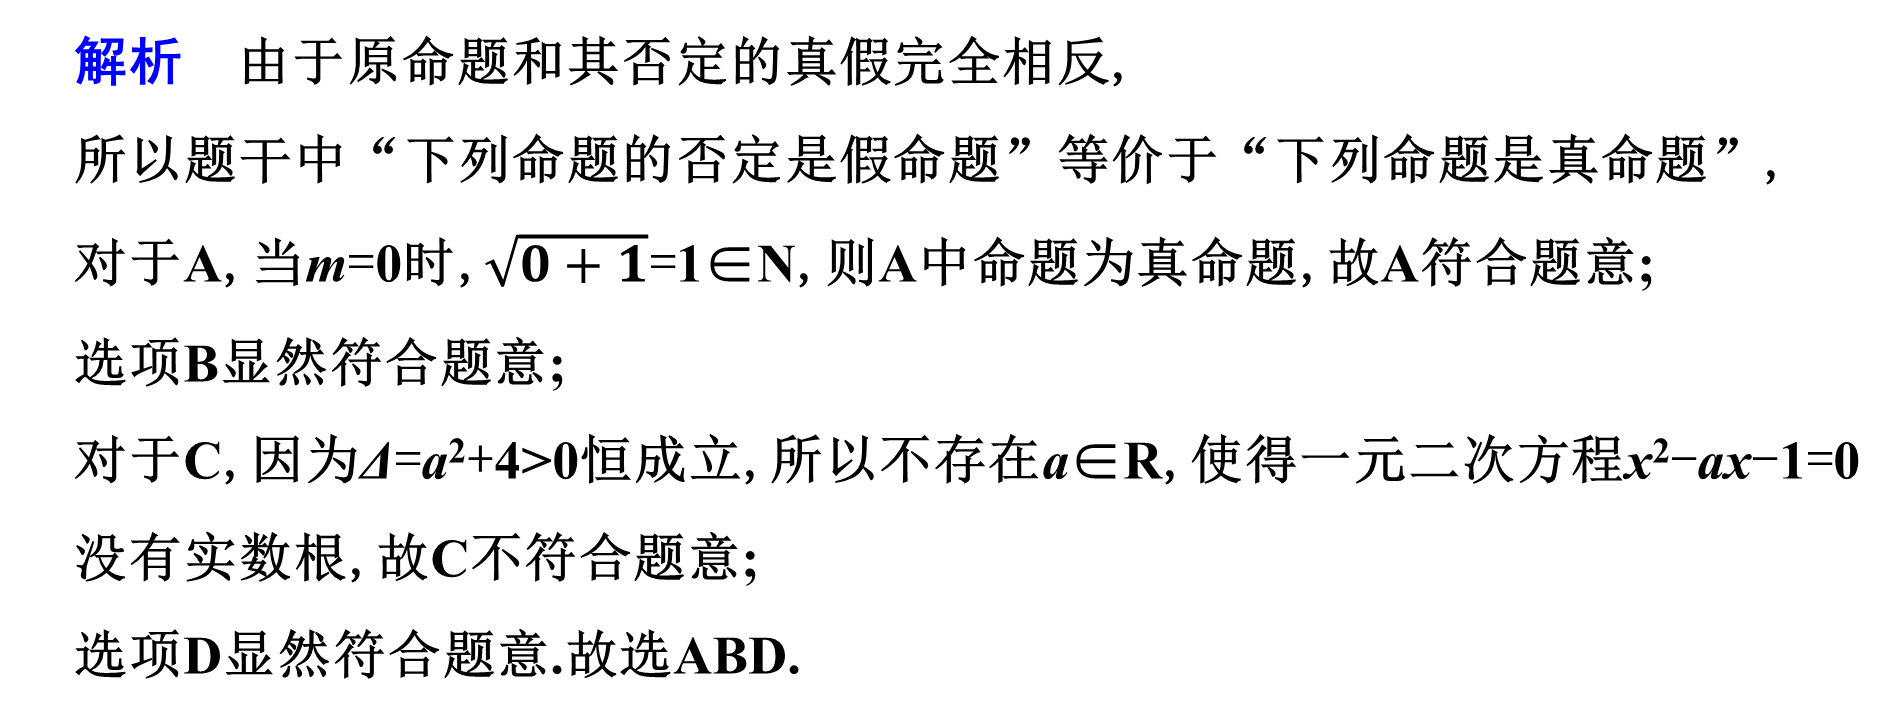 解析 由于原命题和其否定的真假完全相反,
所以题干中“下列命题的否定是假命题”等价于“下列命题是真命题”,
对于A, 当m=0时, √(0 + 1)=1∈N, 则A中命题为真命题, 故A符合题意;
选项B显然符合题意;
对于C, 因为Δ=a²+4>0恒成立, 所以不存在a∈R, 使得一元二次方程x²−ax−1=0
没有实数根, 故C不符合题意;
选项D显然符合题意.故选ABD.